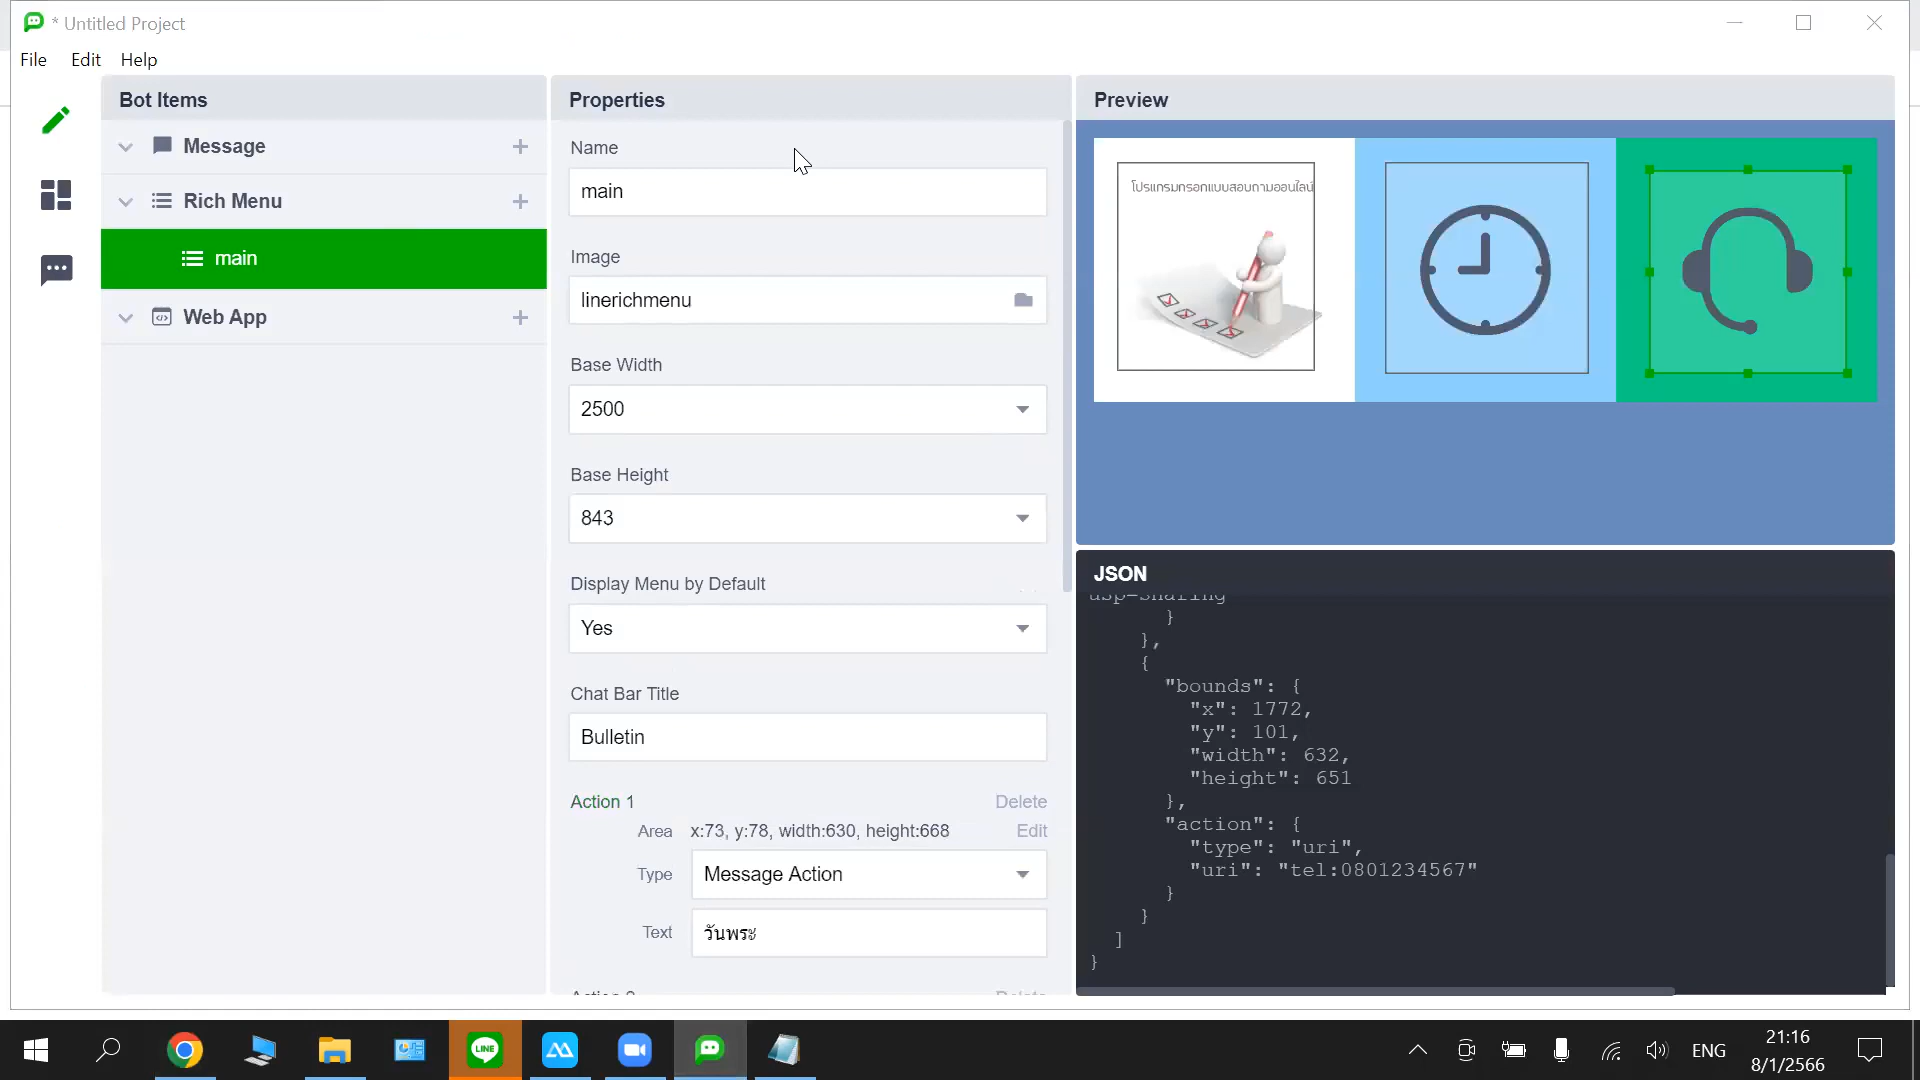 * Untitled Project
File Edit Help
Bot Items
Message
Rich Menu
main
Web App
Properties
Name
main
Image
linerichmenu
Base Width
2500
Base Height
843
Display Menu by Default
Yes
Chat Bar Title
Bulletin
Action 1 Delete
Area x:73, y:78, width:630, height:668 Edit
Type Message Action
Text วันพระ
Preview
โปรแกรมกรอกแบบสอบถามออนไลน์
JSON
usp=sharing
}
},
{
"bounds": {
"x": 1772,
"y": 101,
"width": 632,
"height": 651
},
"action": {
"type": "uri",
"uri": "tel:0801234567"
}
}
]
}
LINE
ENG
21:16
8/1/2566